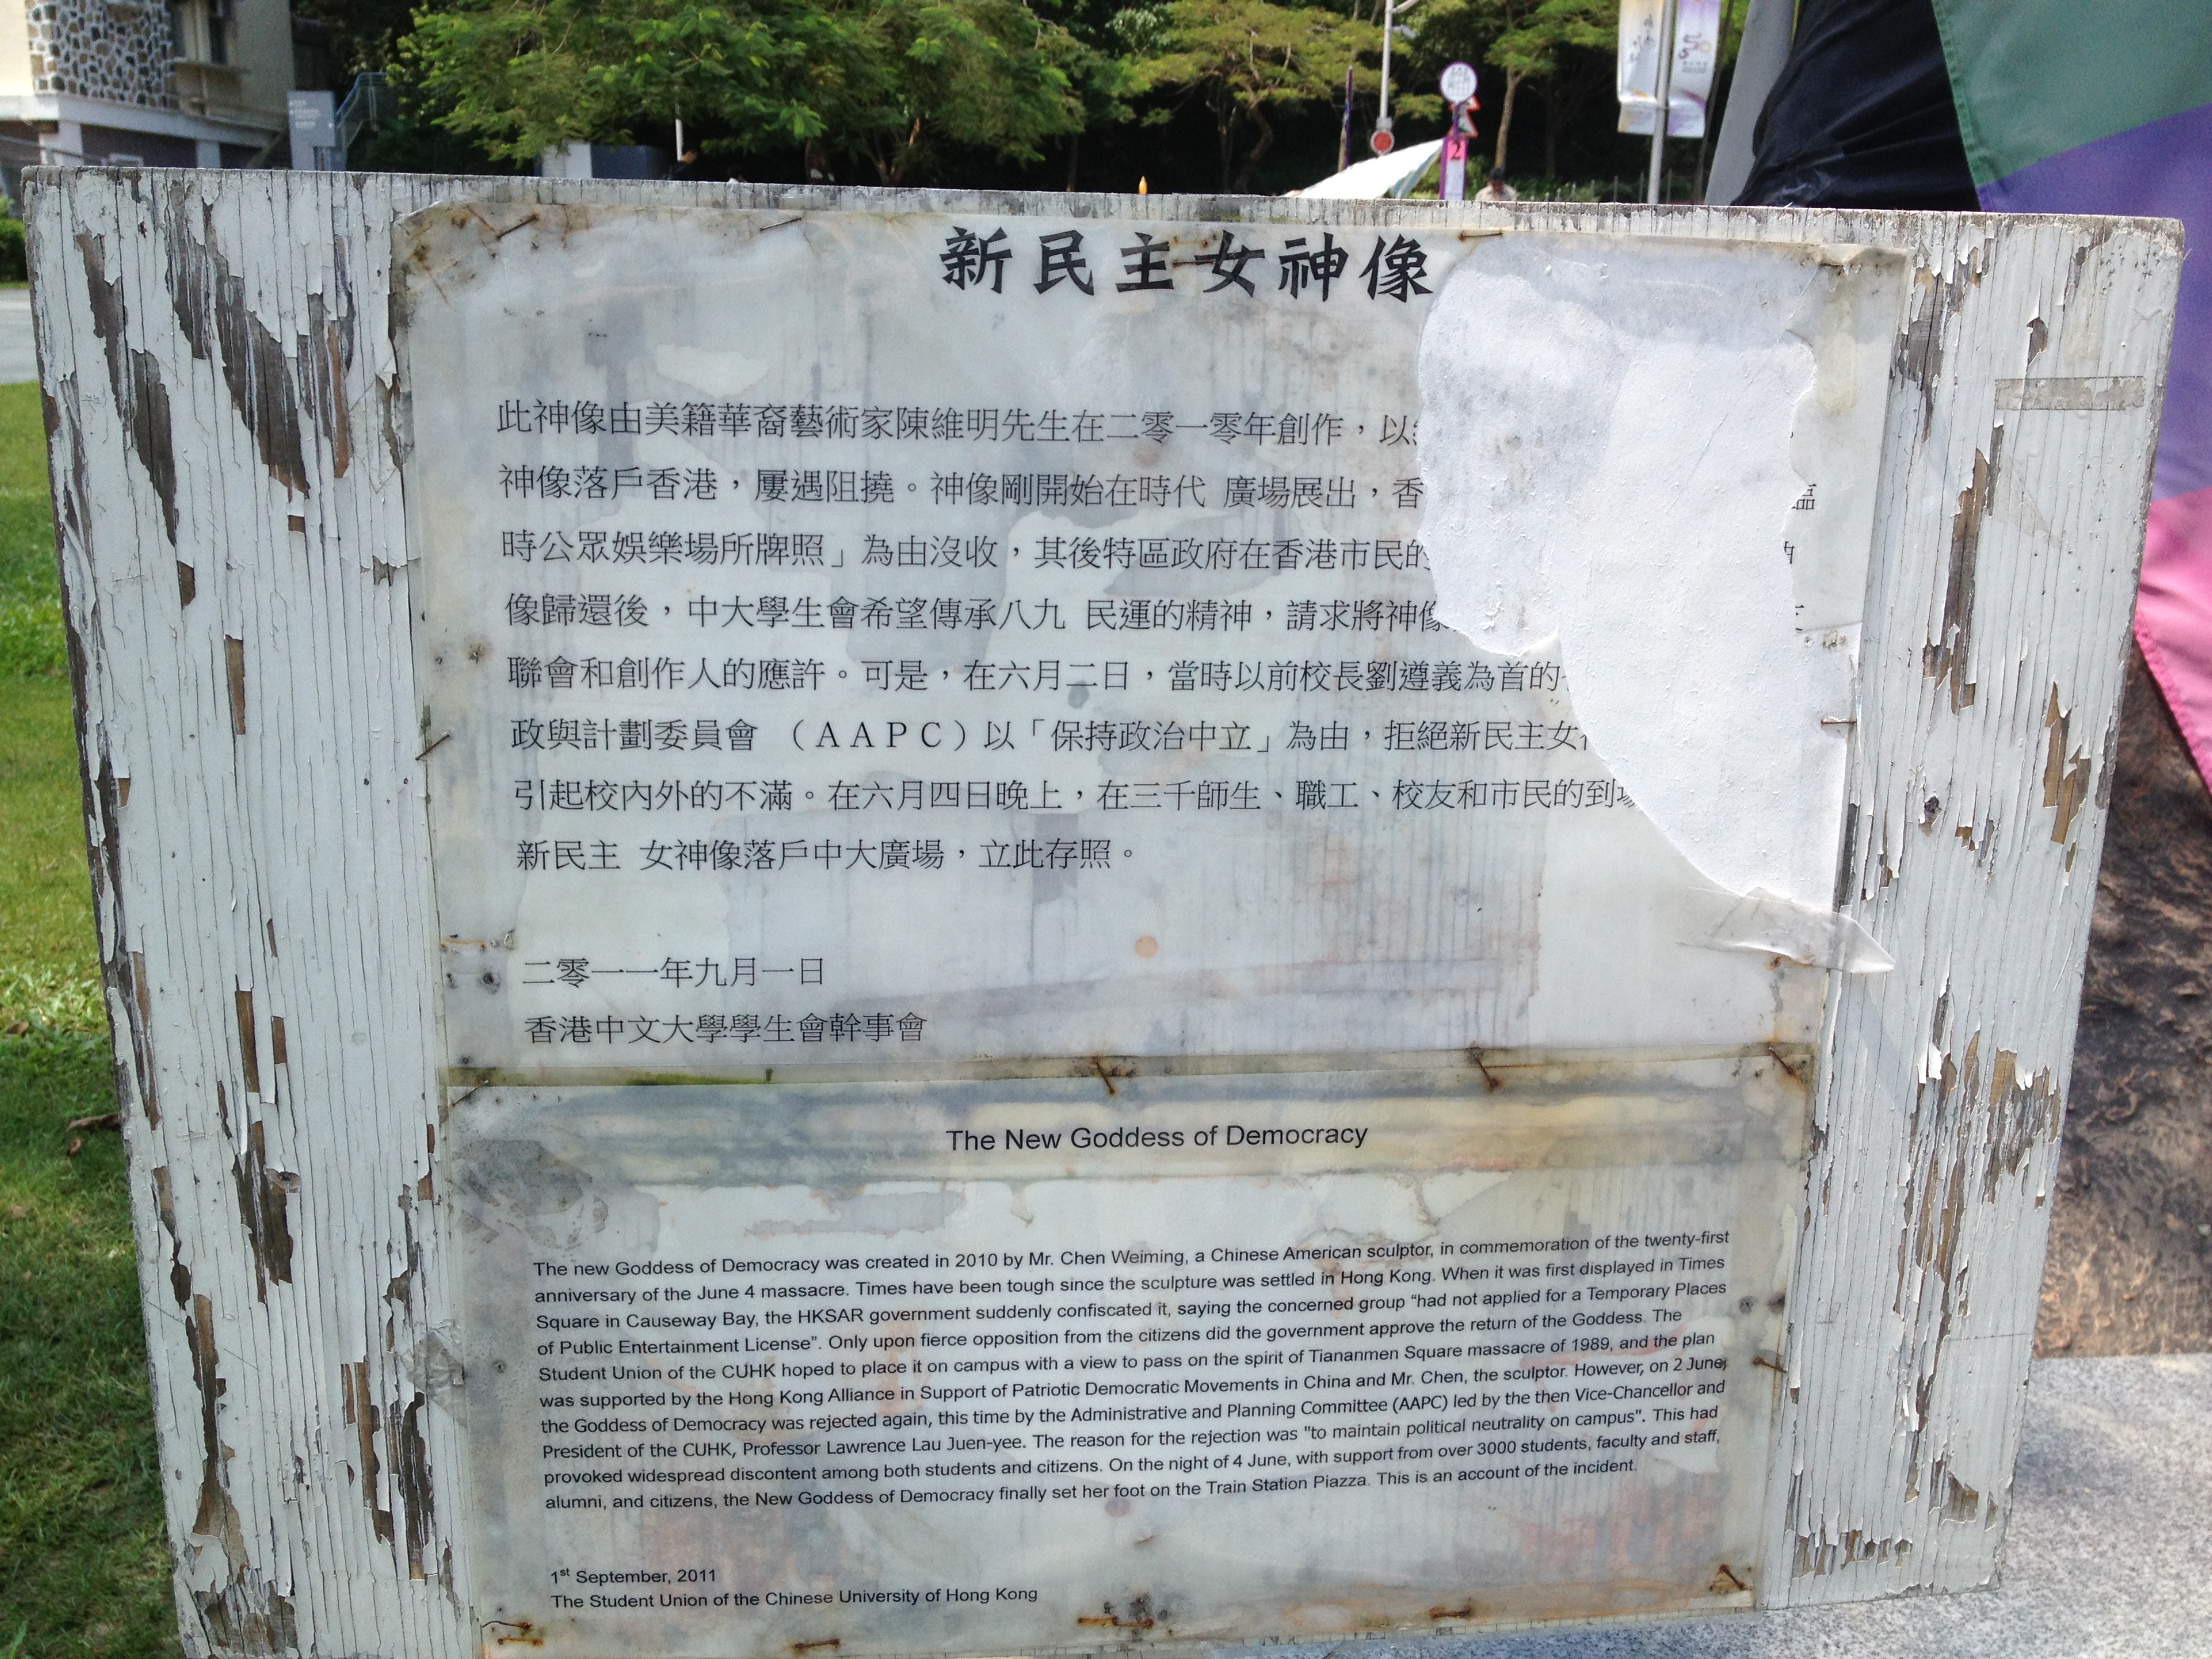 新民主女神像
此神像由美籍華裔藝術家陳維明先生在二零一零年創作，以
神像落戶香港，屢遇阻撓。神像剛開始在時代 廣場展出，香
區
時公眾娛樂場所牌照」為由沒收，其後特區政府在香港市民的
像歸還後，中大學生會希望傳承八九 民運的精神，請求將神像
聯會和創作人的應許。可是，在六月二日，當時以前校長劉遵義為首的
政與計劃委員會 （ＡＡＰＣ）以「保持政治中立」為由，拒絕新民主女
引起校內外的不滿。在六月四日晚上，在三千師生、職工、校友和市民的到
新民主 女神像落戶中大廣場，立此存照。
二零一一年九月一日
香港中文大學學生會幹事會
The New Goddess of Democracy
The new Goddess of Democracy was created in 2010 by Mr. Chen Weiming, a Chinese American sculptor, in commemoration of the twenty-first
anniversary of the June 4 massacre. Times have been tough since the sculpture was settled in Hong Kong. When it was first displayed in Times
Square in Causeway Bay, the HKSAR government suddenly confiscated it, saying the concerned group “had not applied for a Temporary Places
of Public Entertainment License”. Only upon fierce opposition from the citizens did the government approve the return of the Goddess. The
Student Union of the CUHK hoped to place it on campus with a view to pass on the spirit of Tiananmen Square massacre of 1989, and the plan
was supported by the Hong Kong Alliance in Support of Patriotic Democratic Movements in China and Mr. Chen, the sculptor. However, on 2 June,
the Goddess of Democracy was rejected again, this time by the Administrative and Planning Committee (AAPC) led by the then Vice-Chancellor and
President of the CUHK, Professor Lawrence Lau Juen-yee. The reason for the rejection was "to maintain political neutrality on campus". This had
provoked widespread discontent among both students and citizens. On the night of 4 June, with support from over 3000 students, faculty and staff,
alumni, and citizens, the New Goddess of Democracy finally set her foot on the Train Station Piazza. This is an account of the incident.
1st September, 2011
The Student Union of the Chinese University of Hong Kong
2
50